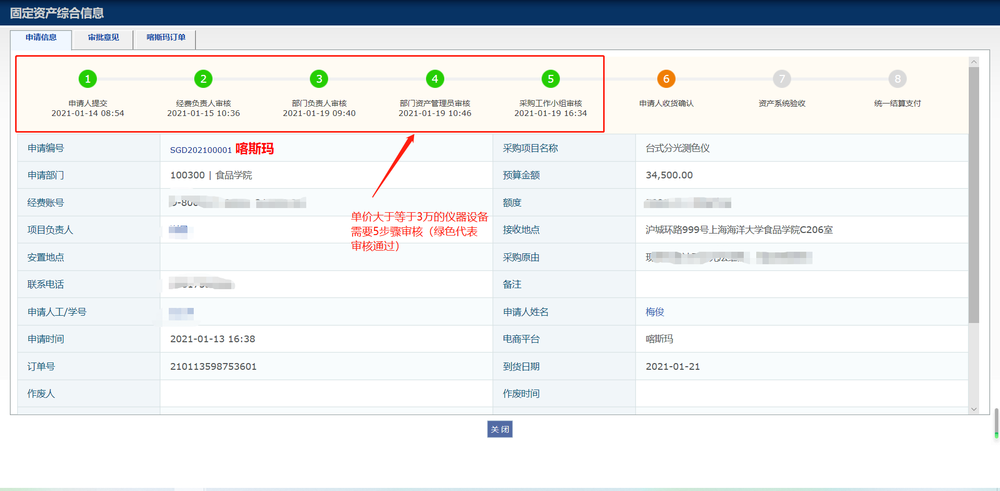 固定资产综合信息
申请信息 审批意见 喀斯玛订单
1 2 3 4 5 6 7 8
申请人提交 经费负责人审核 部门负责人审核 部门资产管理员审核 采购工作小组审核 申请人收货确认 资产系统验收 统一结算支付
2021-01-14 08:54 2021-01-15 10:36 2021-01-19 09:40 2021-01-19 10:46 2021-01-19 16:34
申请编号 SGD202100001 喀斯玛 采购项目名称 台式分光测色仪
申请部门 100300 | 食品学院 预算金额 34,500.00
经费账号 额度
单价大于等于3万的仪器设备
需要5步骤审核（绿色代表
审核通过）
项目负责人 接收地点 沪城环路999号上海海洋大学食品学院C206室
安置地点 采购原由
联系电话 备注
申请人工/学号 申请人姓名 梅俊
申请时间 2021-01-13 16:38 电商平台 喀斯玛
订单号 210113598753601 到货日期 2021-01-21
作废人 作废时间
关 闭